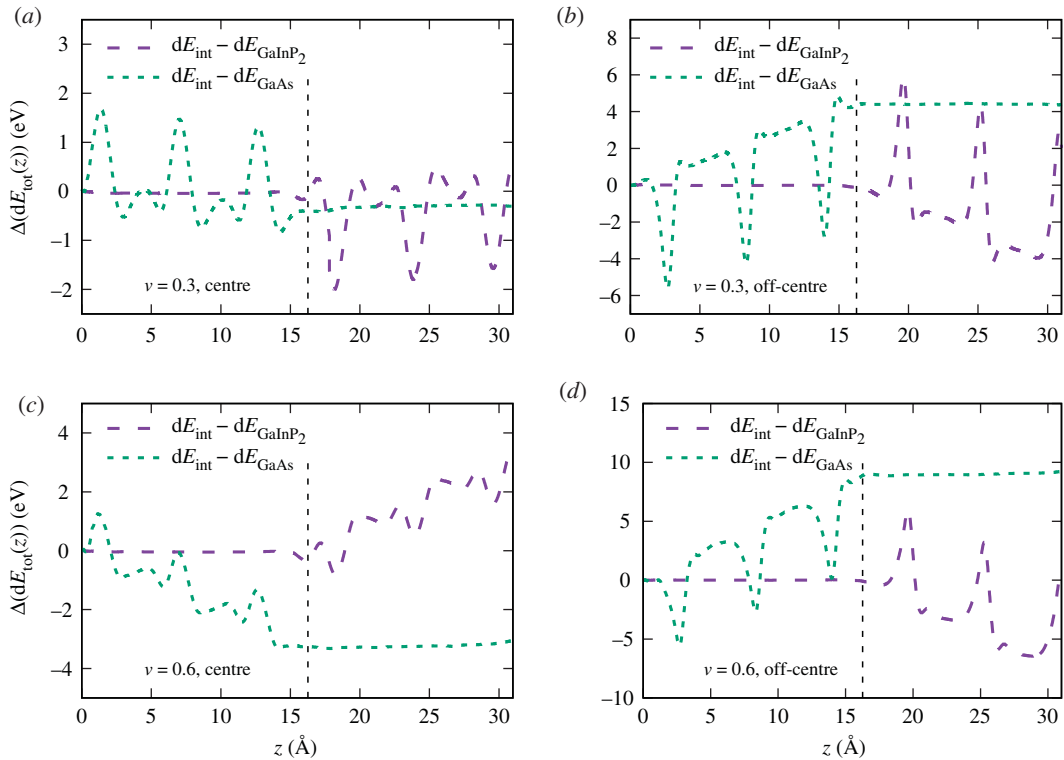 (a)
3
2
1
0
−1
−2
Δ(dE_tot(z)) (eV)
dE_int − dE_GaInP₂
dE_int − dE_GaAs
v = 0.3, centre
0 5 10 15 20 25 30
(b)
8
6
4
2
0
−2
−4
−6
dE_int − dE_GaInP₂
dE_int − dE_GaAs
v = 0.3, off-centre
0 5 10 15 20 25 30
(c)
4
2
0
−2
−4
Δ(dE_tot(z)) (eV)
dE_int − dE_GaInP₂
dE_int − dE_GaAs
v = 0.6, centre
0 5 10 15 20 25 30
z (Å)
(d)
15
10
5
0
−5
−10
dE_int − dE_GaInP₂
dE_int − dE_GaAs
v = 0.6, off-centre
0 5 10 15 20 25 30
z (Å)